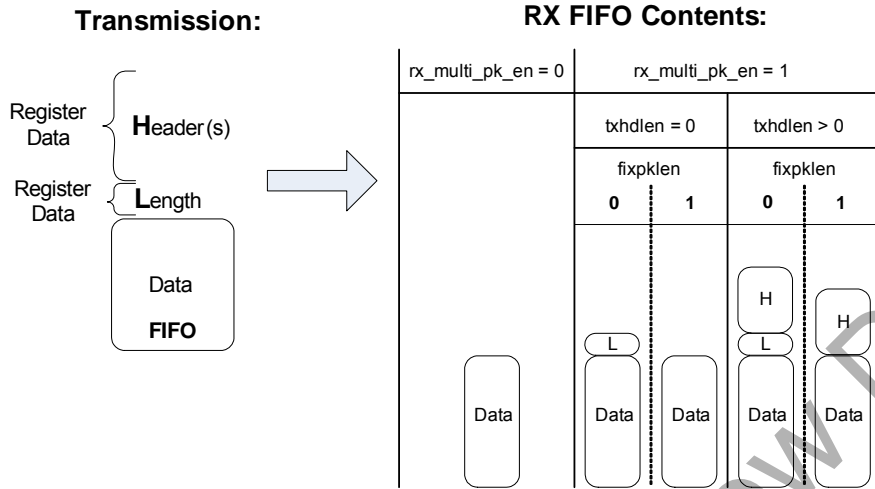 Transmission:
RX FIFO Contents:
rx_multi_pk_en = 0
rx_multi_pk_en = 1
Register
Data
Header(s)
txhdlen = 0
txhdlen > 0
fixpklen
fixpklen
0
1
0
1
Register
Data
Length
Data
FIFO
H
H
L
L
Data
Data
Data
Data
Data